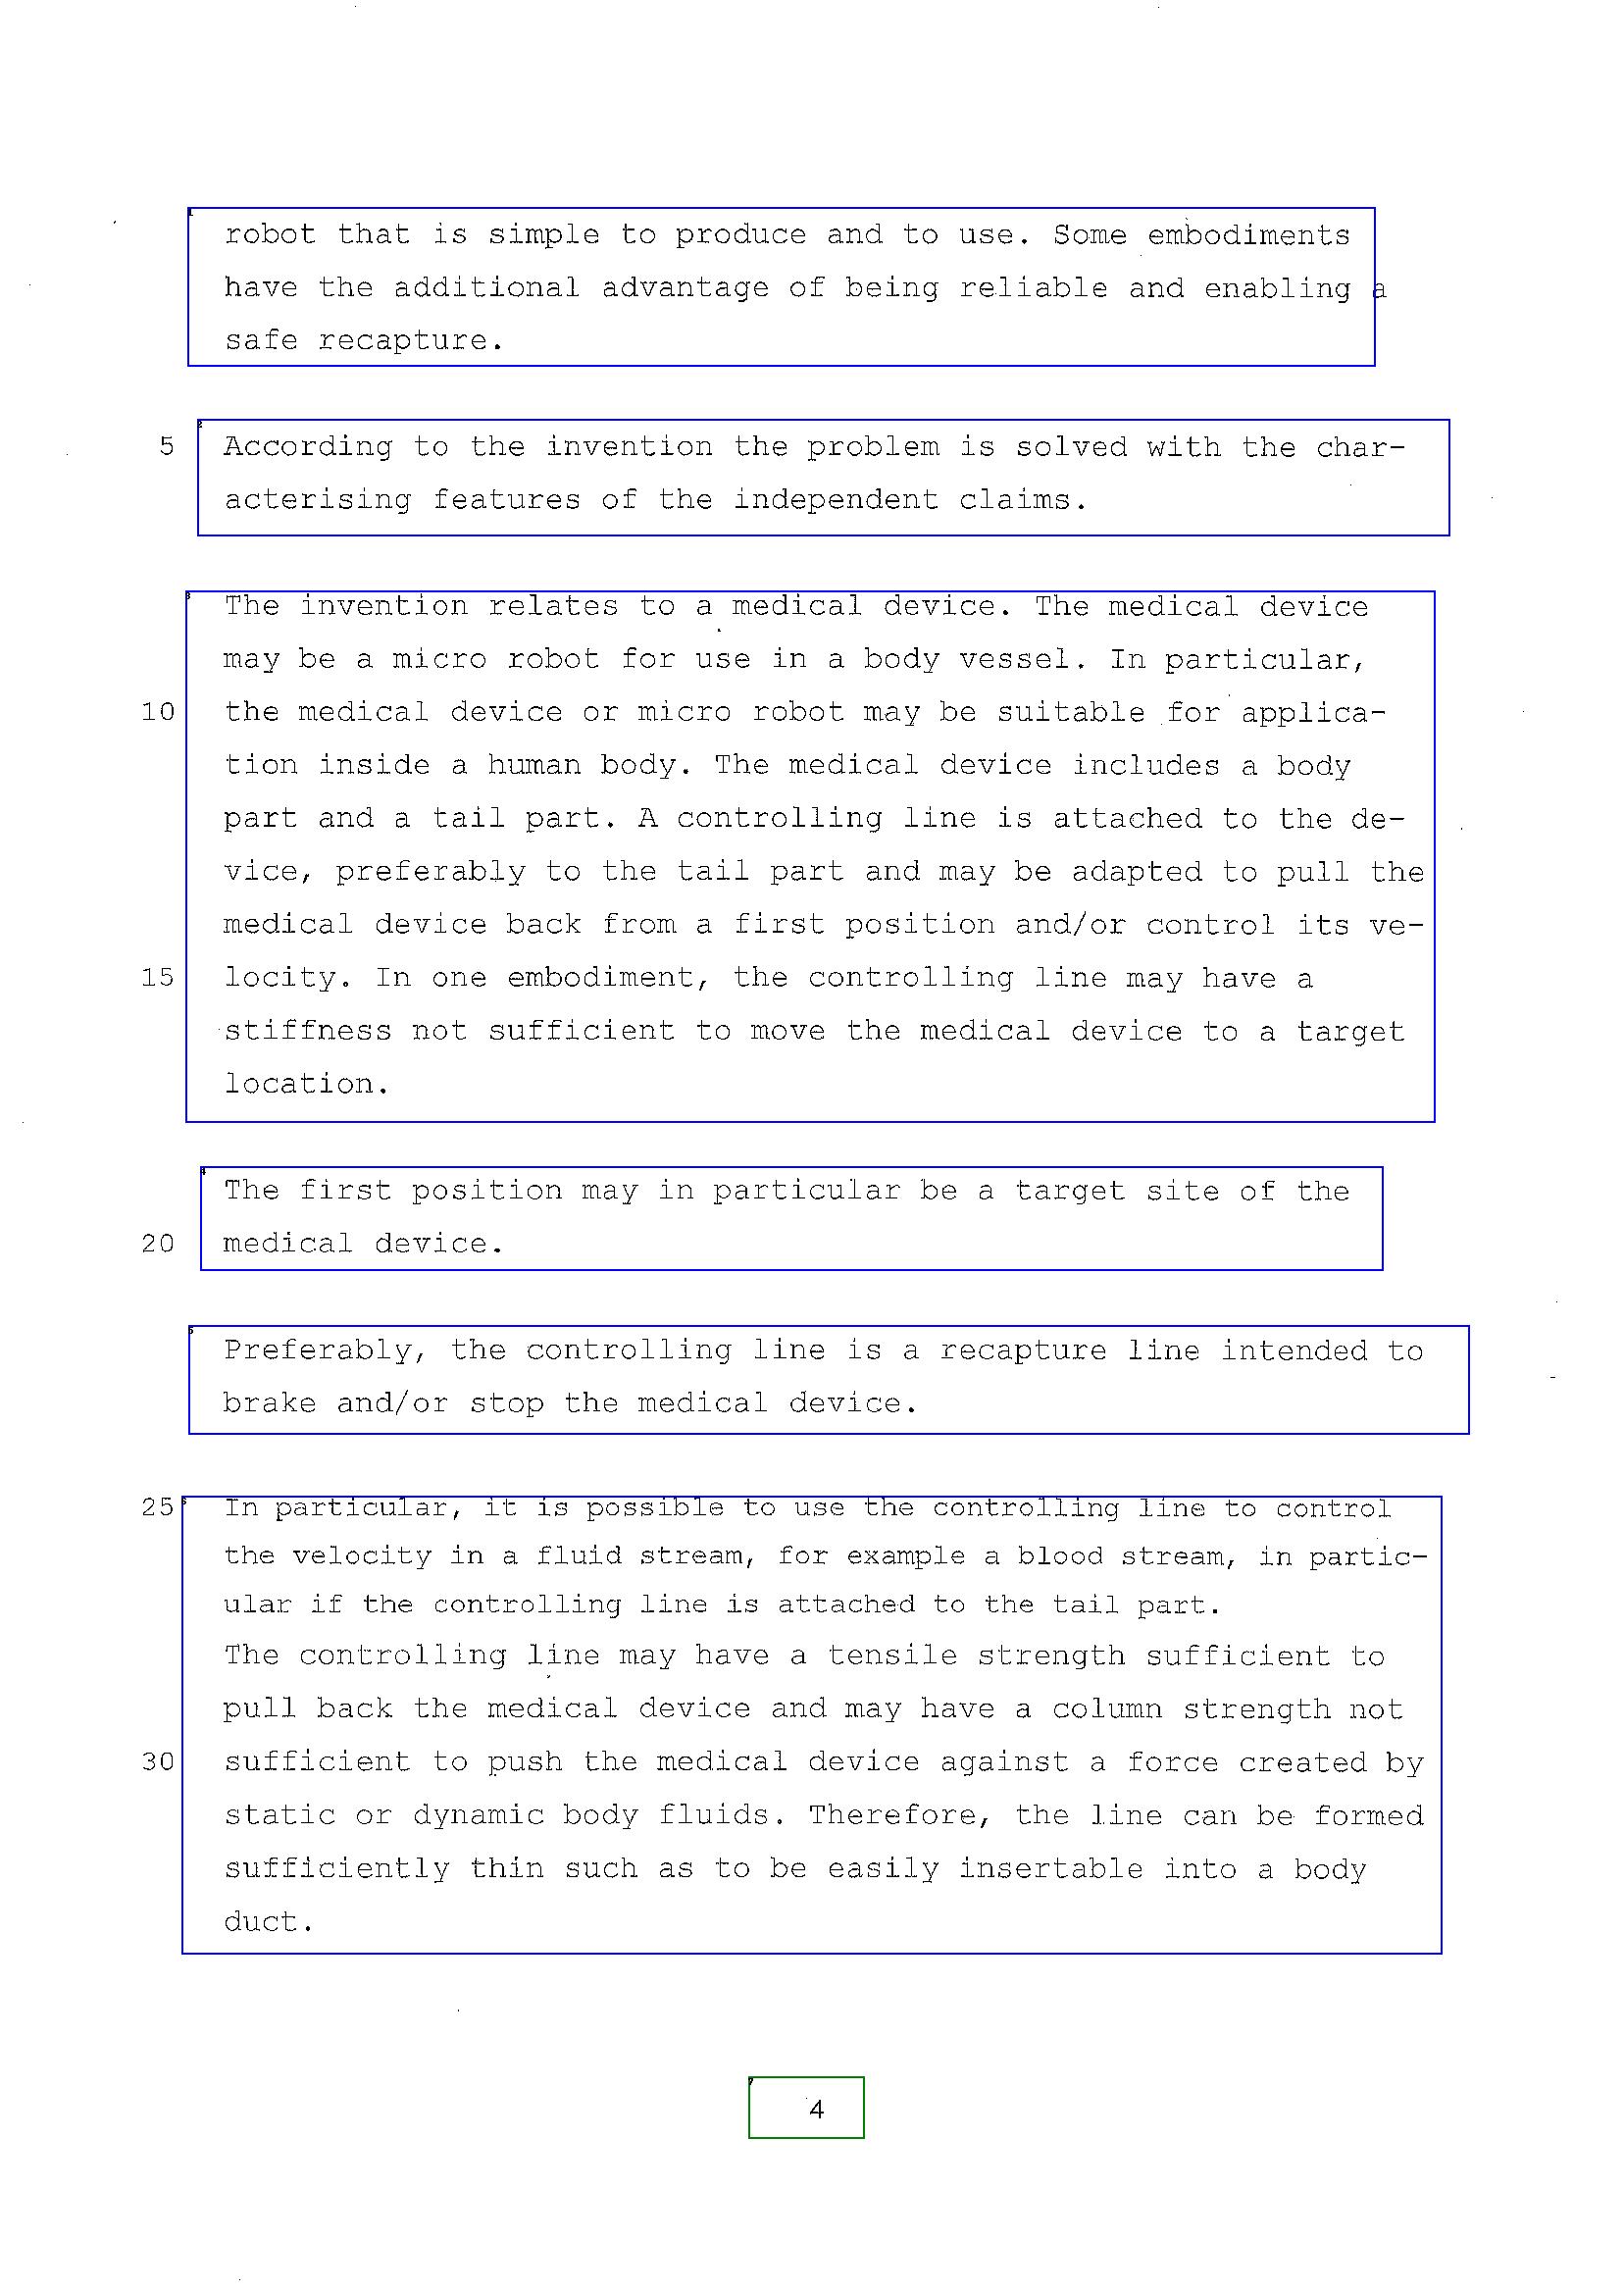 robot that is simple to produce and to use. Some embodiments
have the additional advantage of being reliable and enabling a
safe recapture.
5 According to the invention the problem is solved with the char-
acterising features of the independent claims.
The invention relates to a medical device. The medical device
may be a micro robot for use in a body vessel. In particular,
10 the medical device or micro robot may be suitable for applica-
tion inside a human body. The medical device includes a body
part and a tail part. A controlling line is attached to the de-
vice, preferably to the tail part and may be adapted to pull the
medical device back from a first position and/or control its ve-
15 locity. In one embodiment, the controlling line may have a
stiffness not sufficient to move the medical device to a target
location.
The first position may in particular be a target site of the
20 medical device.
Preferably, the controlling line is a recapture line intended to
brake and/or stop the medical device.
25 In particular, it is possible to use the controlling line to control
the velocity in a fluid stream, for example a blood stream, in partic-
ular if the controlling line is attached to the tail part.
The controlling line may have a tensile strength sufficient to
pull back the medical device and may have a column strength not
30 sufficient to push the medical device against a force created by
static or dynamic body fluids. Therefore, the line can be formed
sufficiently thin such as to be easily insertable into a body
duct.
4